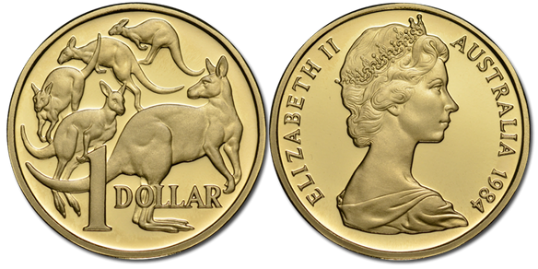 1 DOLLAR
ELIZABETH II
AUSTRALIA 1984